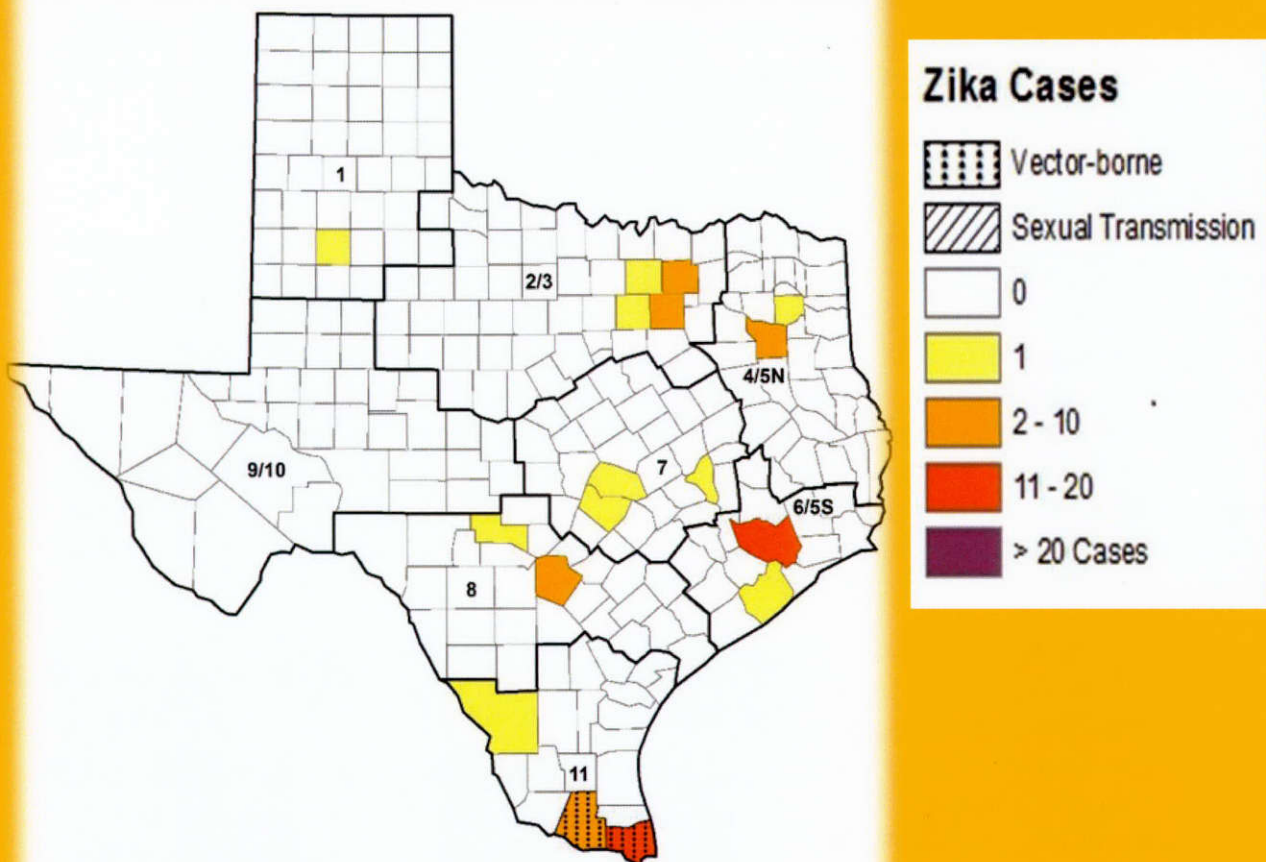 Zika Cases
Vector-borne
Sexual Transmission
0
1
2 - 10
11 - 20
> 20 Cases
1
2/3
4/5N
7
9/10
6/5S
8
11